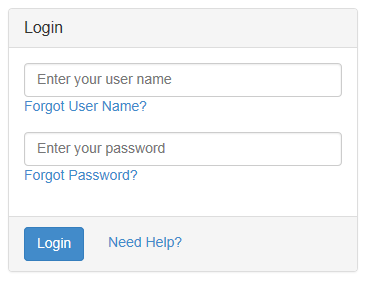 Login
Enter your user name
Forgot User Name?
Enter your password
Forgot Password?
Login Need Help?